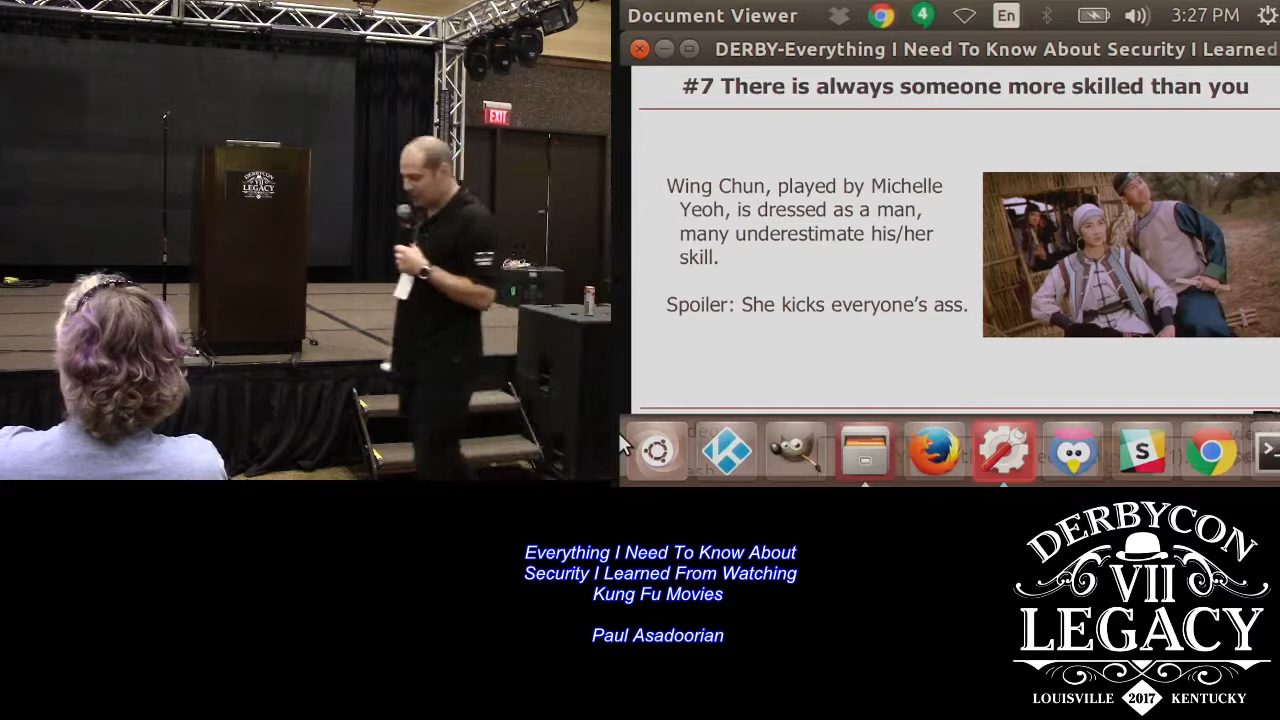 Document Viewer
4
En
3:27 PM
DERBY-Everything I Need To Know About Security I Learned
#7 There is always someone more skilled than you
Wing Chun, played by Michelle
Yeoh, is dressed as a man,
many underestimate his/her
skill.
Spoiler: She kicks everyone’s ass.
S
EXIT
DERBYCON
VII
LEGACY
Everything I Need To Know About
Security I Learned From Watching
Kung Fu Movies
Paul Asadoorian
DERBYCON
VII
LEGACY
LOUISVILLE 2017 KENTUCKY